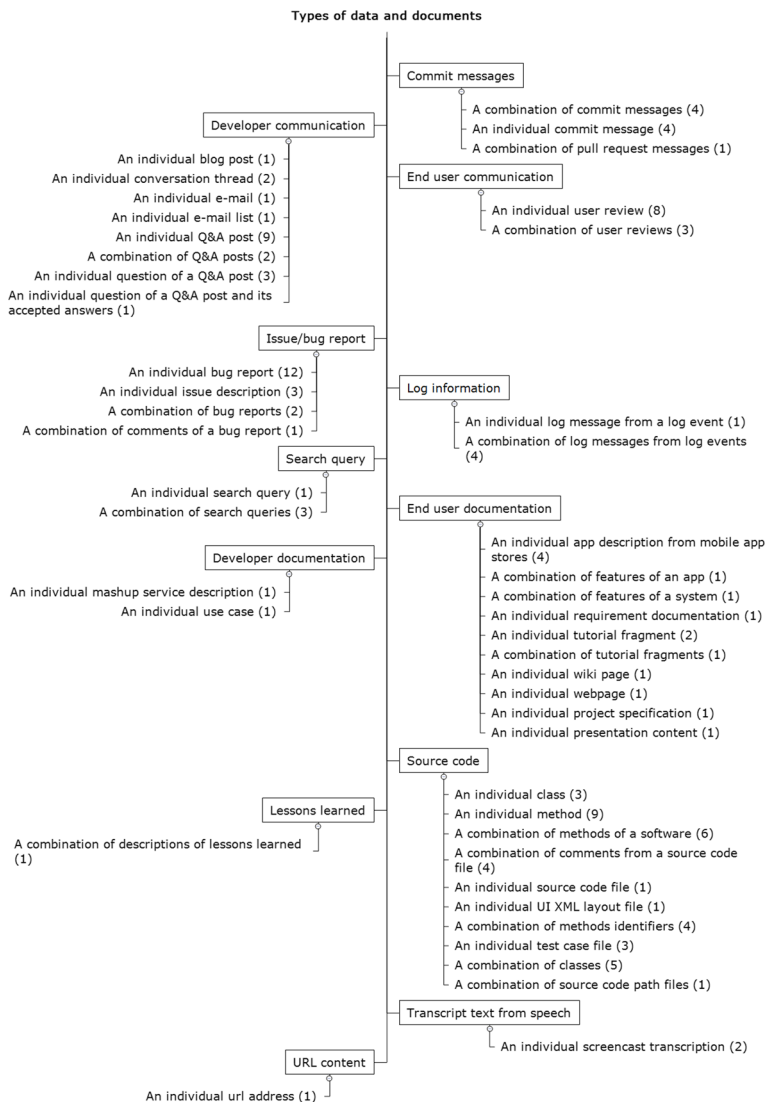 Types of data and documents
Commit messages
A combination of commit messages (4)
An individual commit message (4)
A combination of pull request messages (1)
Developer communication
An individual blog post (1)
An individual conversation thread (2)
An individual e-mail (1)
An individual e-mail list (1)
An individual Q&A post (9)
A combination of Q&A posts (2)
An individual question of a Q&A post (3)
An individual question of a Q&A post and its
accepted answers (1)
End user communication
An individual user review (8)
A combination of user reviews (3)
Issue/bug report
An individual bug report (12)
An individual issue description (3)
A combination of bug reports (2)
A combination of comments of a bug report (1)
Log information
An individual log message from a log event (1)
A combination of log messages from log events
(4)
Search query
An individual search query (1)
A combination of search queries (3)
End user documentation
An individual app description from mobile app
stores (4)
A combination of features of an app (1)
A combination of features of a system (1)
An individual requirement documentation (1)
An individual tutorial fragment (2)
A combination of tutorial fragments (1)
An individual wiki page (1)
An individual webpage (1)
An individual project specification (1)
An individual presentation content (1)
Developer documentation
An individual mashup service description (1)
An individual use case (1)
Source code
An individual class (3)
An individual method (9)
A combination of methods of a software (6)
A combination of comments from a source code
file (4)
An individual source code file (1)
An individual UI XML layout file (1)
A combination of methods identifiers (4)
An individual test case file (3)
A combination of classes (5)
A combination of source code path files (1)
Lessons learned
A combination of descriptions of lessons learned
(1)
Transcript text from speech
An individual screencast transcription (2)
URL content
An individual url address (1)